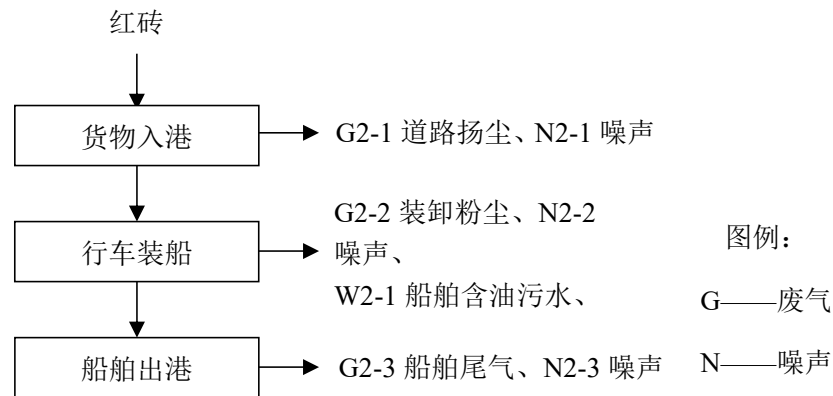 红砖
货物入港
G2-1 道路扬尘、N2-1 噪声
行车装船
G2-2 装卸粉尘、N2-2
噪声、
W2-1 船舶含油污水、
船舶出港
G2-3 船舶尾气、N2-3 噪声
图例：
G——废气
N——噪声